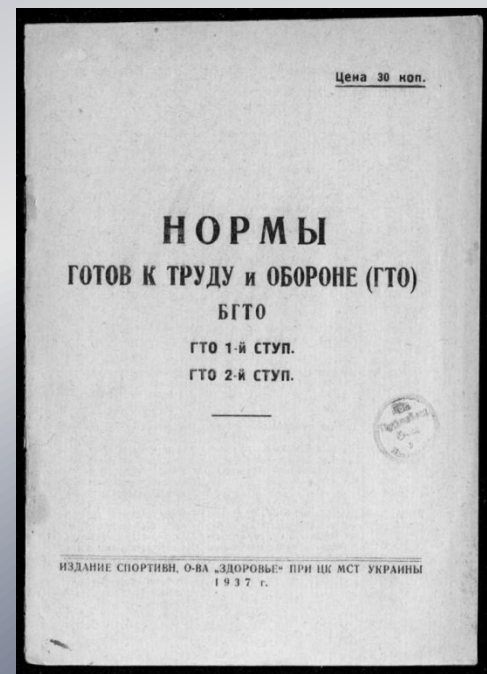 Цена 30 коп.
НОРМЫ
ГОТОВ К ТРУДУ и ОБОРОНЕ (ГТО)
БГТО
ГТО 1-й СТУП.
ГТО 2-й СТУП.
ИЗДАНИЕ СПОРТИВН. О-ВА „ЗДОРОВЬЕ“ ПРИ ЦК МСТ УКРАИНЫ
1937 г.